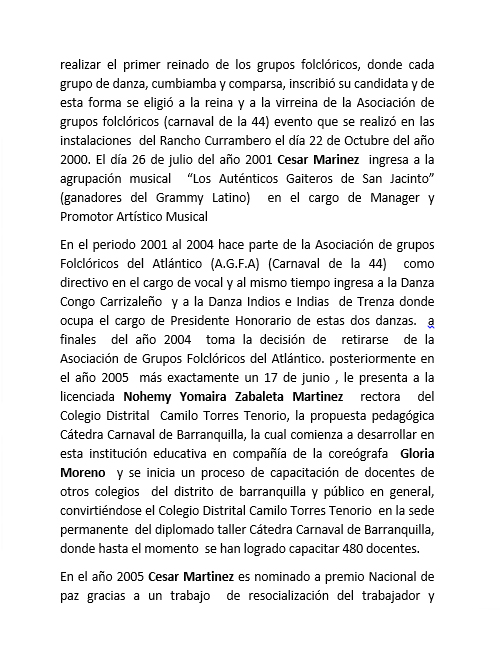 realizar el primer reinado de los grupos folclóricos, donde cada
grupo de danza, cumbiamba y comparsa, inscribió su candidata y de
esta forma se eligió a la reina y a la virreina de la Asociación de
grupos folclóricos (carnaval de la 44) evento que se realizó en las
instalaciones del Rancho Currambero el día 22 de Octubre del año
2000. El día 26 de julio del año 2001 Cesar Marinez ingresa a la
agrupación musical “Los Auténticos Gaiteros de San Jacinto”
(ganadores del Grammy Latino) en el cargo de Manager y
Promotor Artístico Musical
En el periodo 2001 al 2004 hace parte de la Asociación de grupos
Folclóricos del Atlántico (A.G.F.A) (Carnaval de la 44) como
directivo en el cargo de vocal y al mismo tiempo ingresa a la Danza
Congo Carrizaleño y a la Danza Indios e Indias de Trenza donde
ocupa el cargo de Presidente Honorario de estas dos danzas. a
finales del año 2004 toma la decisión de retirarse de la
Asociación de Grupos Folclóricos del Atlántico. posteriormente en
el año 2005 más exactamente un 17 de junio , le presenta a la
licenciada Nohemy Yomaira Zabaleta Martinez rectora del
Colegio Distrital Camilo Torres Tenorio, la propuesta pedagógica
Cátedra Carnaval de Barranquilla, la cual comienza a desarrollar en
esta institución educativa en compañía de la coreógrafa Gloria
Moreno y se inicia un proceso de capacitación de docentes de
otros colegios del distrito de barranquilla y público en general,
convirtiéndose el Colegio Distrital Camilo Torres Tenorio en la sede
permanente del diplomado taller Cátedra Carnaval de Barranquilla,
donde hasta el momento se han logrado capacitar 480 docentes.
En el año 2005 Cesar Martinez es nominado a premio Nacional de
paz gracias a un trabajo de resocialización del trabajador y